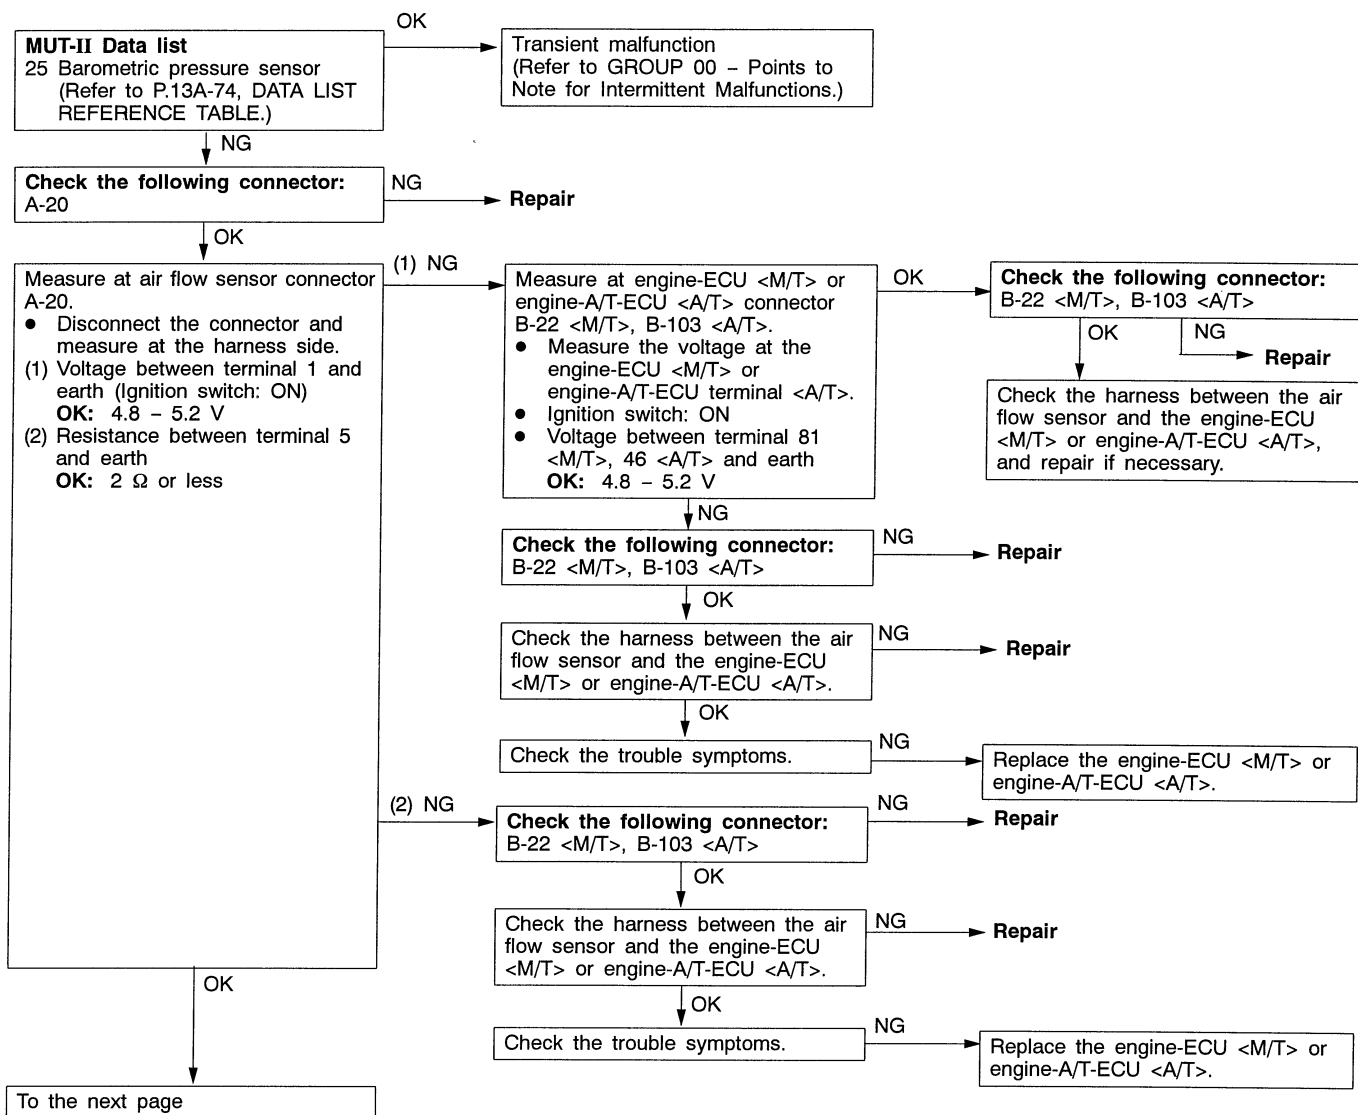 OK
MUT-II Data list
25 Barometric pressure sensor
(Refer to P.13A-74, DATA LIST
REFERENCE TABLE.)
Transient malfunction
(Refer to GROUP 00 – Points to
Note for Intermittent Malfunctions.)
NG
Check the following connector:
A-20
NG
Repair
OK
Measure at air flow sensor connector
A-20.
● Disconnect the connector and
measure at the harness side.
(1) Voltage between terminal 1 and
earth (Ignition switch: ON)
OK: 4.8 – 5.2 V
(2) Resistance between terminal 5
and earth
OK: 2 Ω or less
(1) NG
Measure at engine-ECU <M/T> or
engine-A/T-ECU <A/T> connector
B-22 <M/T>, B-103 <A/T>.
● Measure the voltage at the
engine-ECU <M/T> or
engine-A/T-ECU terminal <A/T>.
● Ignition switch: ON
● Voltage between terminal 81
<M/T>, 46 <A/T> and earth
OK: 4.8 – 5.2 V
OK
Check the following connector:
B-22 <M/T>, B-103 <A/T>
OK
NG
Repair
Check the harness between the air
flow sensor and the engine-ECU
<M/T> or engine-A/T-ECU <A/T>,
and repair if necessary.
NG
Check the following connector:
B-22 <M/T>, B-103 <A/T>
NG
Repair
OK
Check the harness between the air
flow sensor and the engine-ECU
<M/T> or engine-A/T-ECU <A/T>.
NG
Repair
OK
Check the trouble symptoms.
NG
Replace the engine-ECU <M/T> or
engine-A/T-ECU <A/T>.
(2) NG
Check the following connector:
B-22 <M/T>, B-103 <A/T>
NG
Repair
OK
Check the harness between the air
flow sensor and the engine-ECU
<M/T> or engine-A/T-ECU <A/T>.
NG
Repair
OK
Check the trouble symptoms.
NG
Replace the engine-ECU <M/T> or
engine-A/T-ECU <A/T>.
OK
To the next page